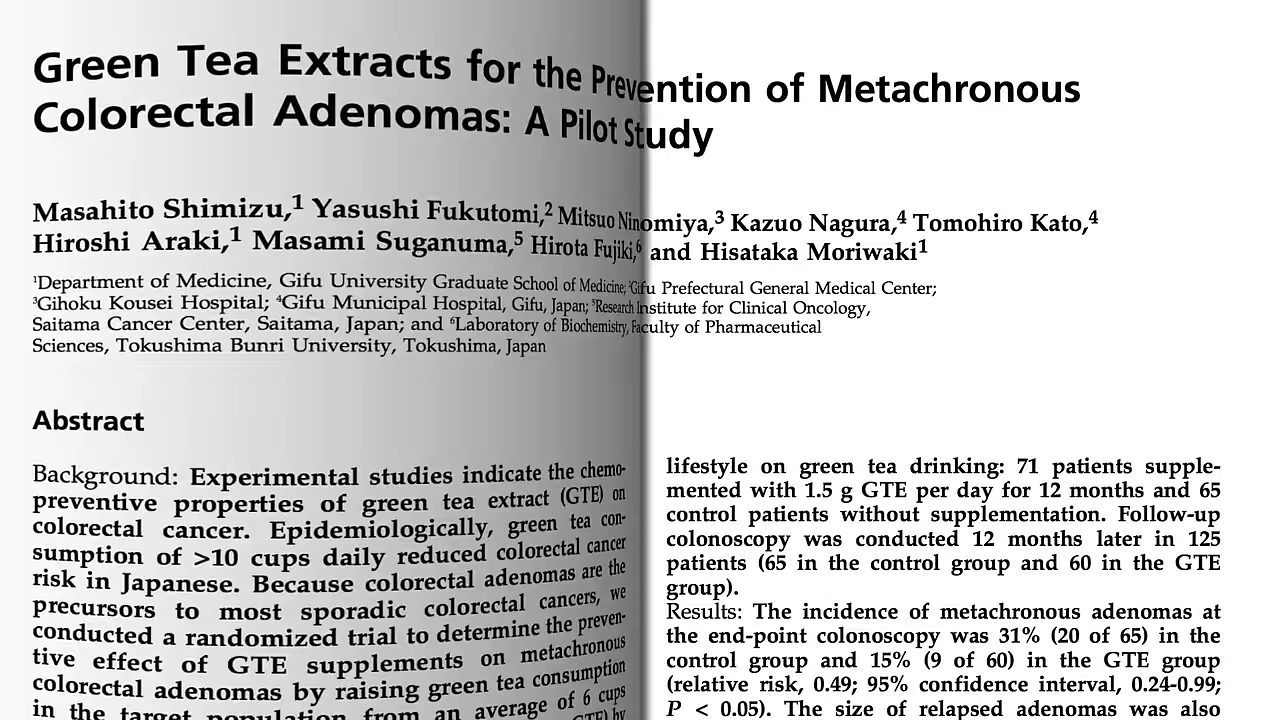 Green Tea Extracts for the Prevention of Metachronous
Colorectal Adenomas: A Pilot Study
Masahito Shimizu,1 Yasushi Fukutomi,2 Mitsuo Ninomiya,3 Kazuo Nagura,4 Tomohiro Kato,4
Hiroshi Araki,1 Masami Suganuma,5 Hirota Fujiki,6 and Hisataka Moriwaki1
1Department of Medicine, Gifu University Graduate School of Medicine; 2Gifu Prefectural General Medical Center;
3Gihoku Kousei Hospital; 4Gifu Municipal Hospital, Gifu, Japan; 5Research Institute for Clinical Oncology,
Saitama Cancer Center, Saitama, Japan; and 6Laboratory of Biochemistry, Faculty of Pharmaceutical
Sciences, Tokushima Bunri University, Tokushima, Japan
Abstract
Background: Experimental studies indicate the chemo-
preventive properties of green tea extract (GTE) on
colorectal cancer. Epidemiologically, green tea con-
sumption of >10 cups daily reduced colorectal cancer
risk in Japanese. Because colorectal adenomas are the
precursors to most sporadic colorectal cancers, we
conducted a randomized trial to determine the preven-
tive effect of GTE supplements on metachronous
colorectal adenomas by raising green tea consumption
in the target population from an average of 6 cups
GTE) by
lifestyle on green tea drinking: 71 patients supple-
mented with 1.5 g GTE per day for 12 months and 65
control patients without supplementation. Follow-up
colonoscopy was conducted 12 months later in 125
patients (65 in the control group and 60 in the GTE
group).
Results: The incidence of metachronous adenomas at
the end-point colonoscopy was 31% (20 of 65) in the
control group and 15% (9 of 60) in the GTE group
(relative risk, 0.49; 95% confidence interval, 0.24-0.99;
P < 0.05). The size of relapsed adenomas was also